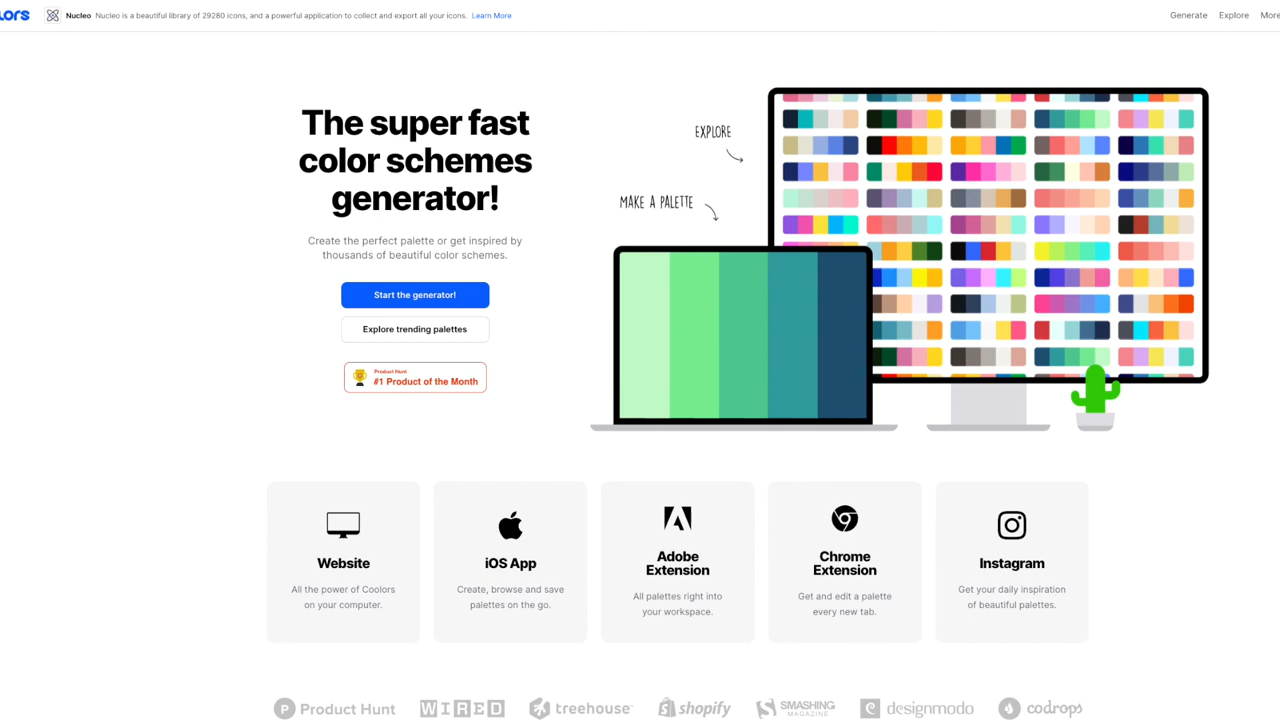 lors
Nucleo Nucleo is a beautiful library of 29280 icons, and a powerful application to collect and export all your icons. Learn More
Generate Explore More
The super fast
color schemes
generator!
Create the perfect palette or get inspired by
thousands of beautiful color schemes.
Start the generator!
Explore trending palettes
Product Hunt
#1 Product of the Month
EXPLORE
MAKE A PALETTE
Website
All the power of Coolors
on your computer.
iOS App
Create, browse and save
palettes on the go.
Adobe
Extension
All palettes right into
your workspace.
Chrome
Extension
Get and edit a palette
every new tab.
Instagram
Get your daily inspiration
of beautiful palettes.
Product Hunt
WIRED
treehouse
shopify
SMASHING
MAGAZINE
designmodo
codrops